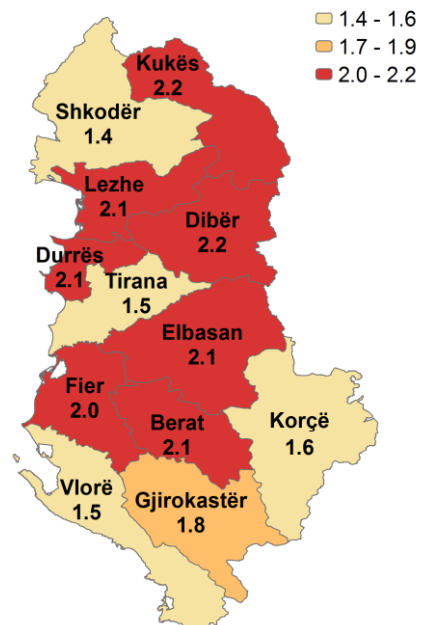 1.4 - 1.6
1.7 - 1.9
2.0 - 2.2
Kukës
2.2
Shkodër
1.4
Lezhe
2.1
Dibër
2.2
Durrës
2.1
Tirana
1.5
Elbasan
2.1
Fier
2.0
Berat
2.1
Korçë
1.6
Vlorë
1.5
Gjirokastër
1.8